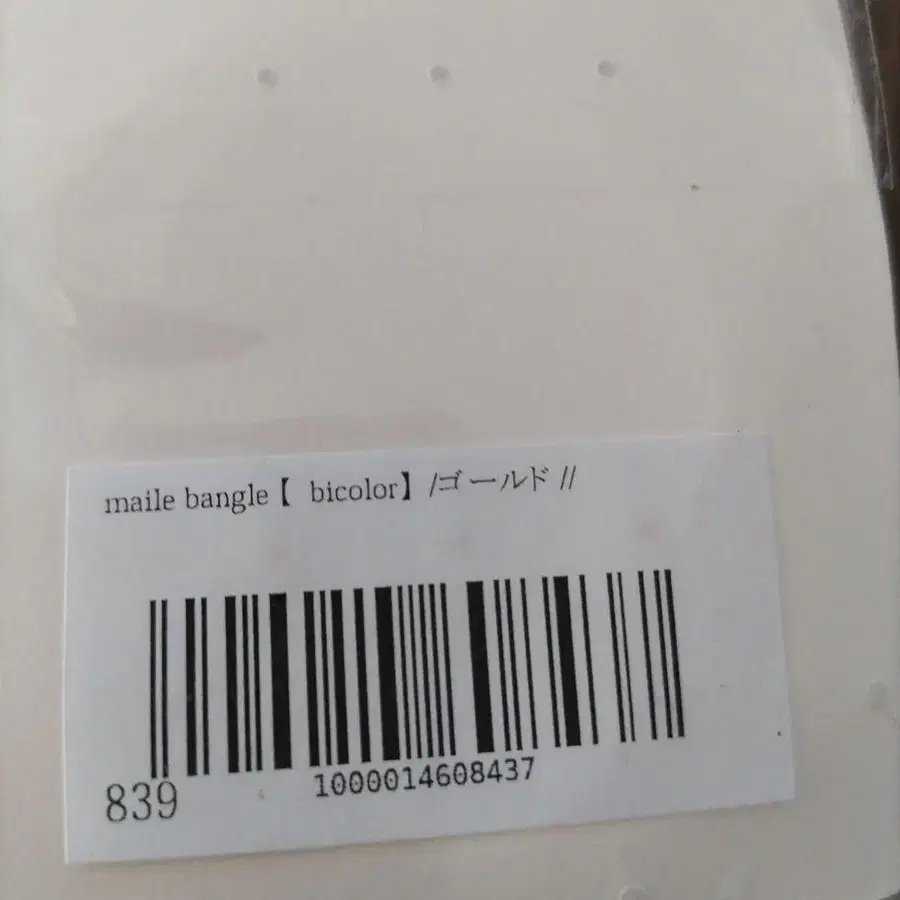 maile bangle【 bicolor】/ゴールド //
1000014608437
839